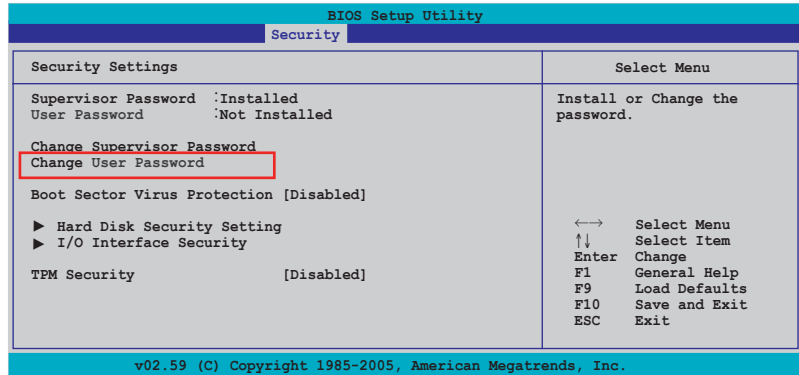 BIOS Setup Utility
Security
Security Settings
Supervisor Password :Installed
User Password :Not Installed
Change Supervisor Password
Change User Password
Boot Sector Virus Protection [Disabled]
▶ Hard Disk Security Setting
▶ I/O Interface Security
TPM Security [Disabled]
Select Menu
Install or Change the
password.
←→ Select Menu
↑↓ Select Item
Enter Change
F1 General Help
F9 Load Defaults
F10 Save and Exit
ESC Exit
v02.59 (C) Copyright 1985-2005, American Megatrends, Inc.